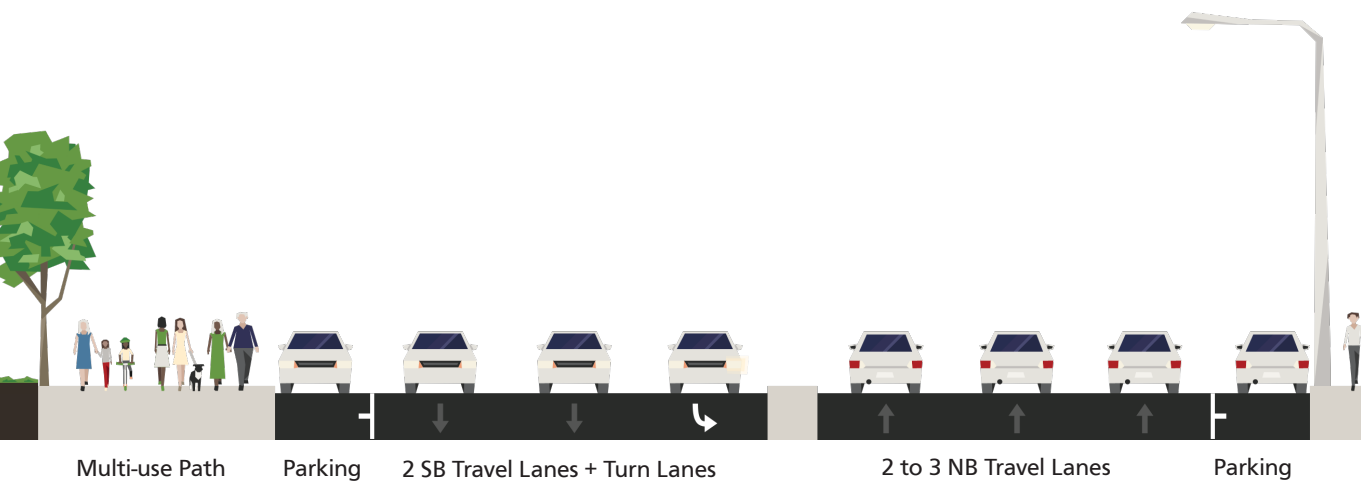 Multi-use Path
Parking
2 SB Travel Lanes + Turn Lanes
2 to 3 NB Travel Lanes
Parking